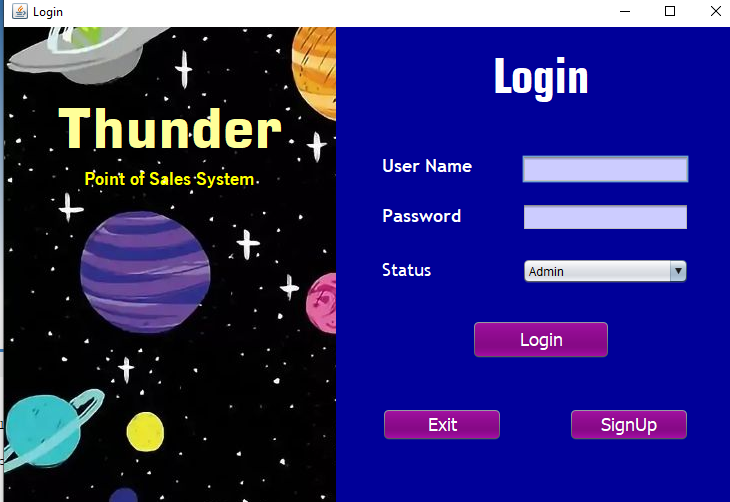 Login
Thunder
Point of Sales System
Login
User Name
Password
Status
Admin
Login
Exit
SignUp